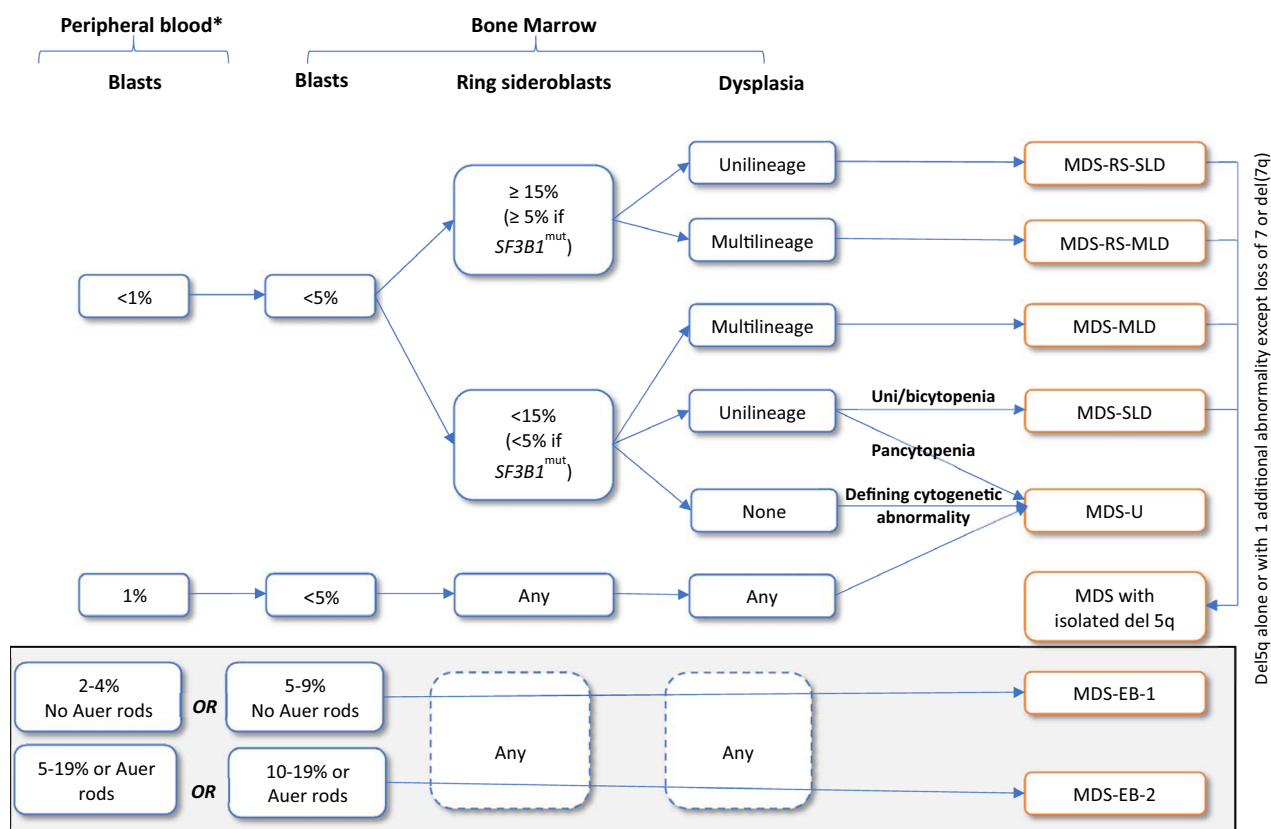 Peripheral blood*
Bone Marrow
Blasts
Blasts
Ring sideroblasts
Dysplasia
<1%
<5%
≥ 15%
(≥ 5% if
SF3B1mut)
Unilineage
MDS-RS-SLD
Multilineage
MDS-RS-MLD
<15%
(<5% if
SF3B1mut)
Multilineage
MDS-MLD
Unilineage
Uni/bicytopenia
MDS-SLD
Pancytopenia
None
Defining cytogenetic
abnormality
MDS-U
1%
<5%
Any
Any
MDS with
isolated del 5q
Del5q alone or with 1 additional abnormality except loss of 7 or del(7q)
2-4%
No Auer rods
OR
5-9%
No Auer rods
MDS-EB-1
Any
Any
5-19% or Auer
rods
OR
10-19% or
Auer rods
MDS-EB-2